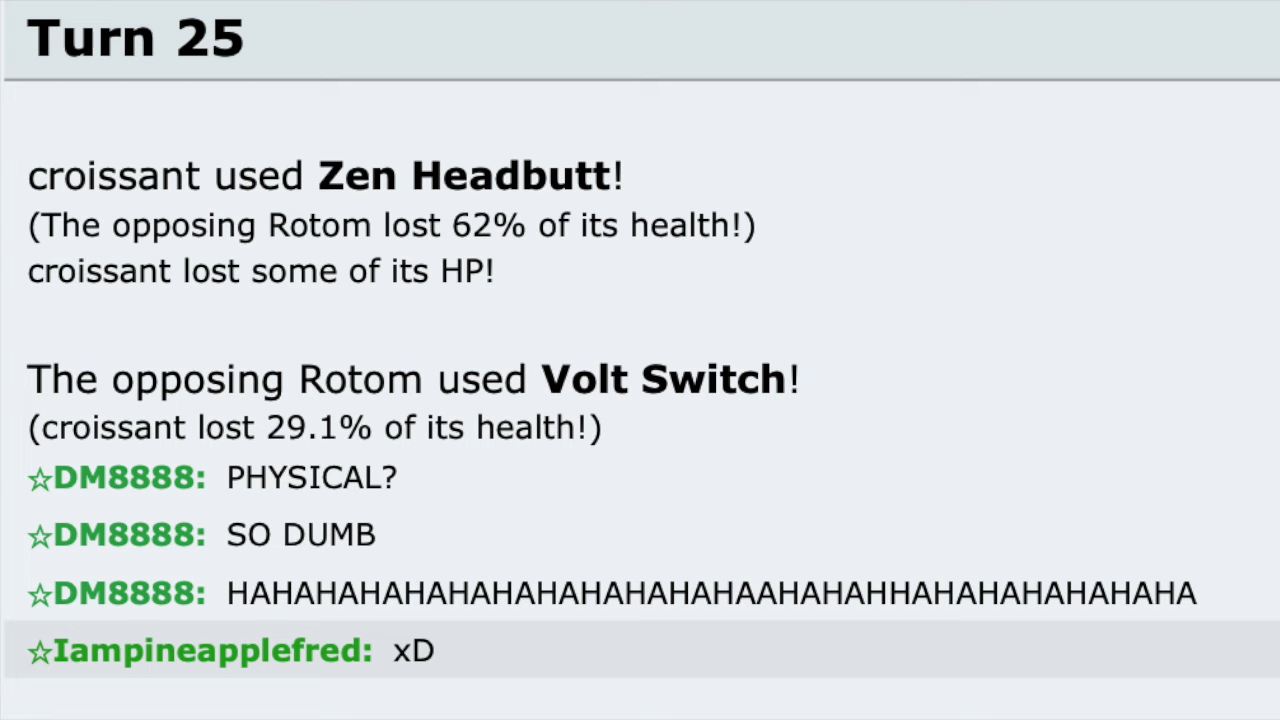 Turn 25
croissant used Zen Headbutt!
(The opposing Rotom lost 62% of its health!)
croissant lost some of its HP!
The opposing Rotom used Volt Switch!
(croissant lost 29.1% of its health!)
☆DM8888: PHYSICAL?
☆DM8888: SO DUMB
☆DM8888: HAHAHAHAHAHAHAHAHAHAHAHAAHAHAHHAHAHAHAHAHAHA
☆Iampineapplefred: xD